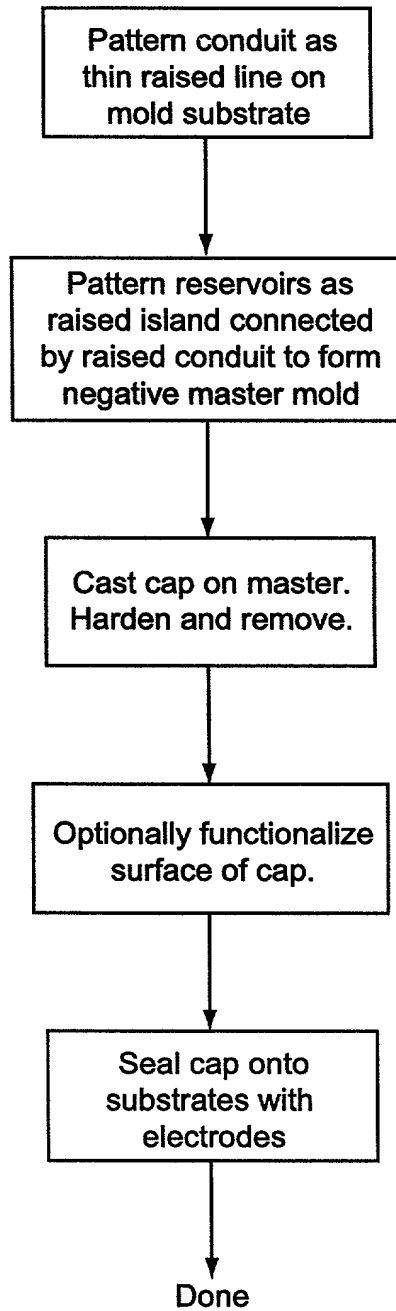 Pattern conduit as
thin raised line on
mold substrate
Pattern reservoirs as
raised island connected
by raised conduit to form
negative master mold
Cast cap on master.
Harden and remove.
Optionally functionalize
surface of cap.
Seal cap onto
substrates with
electrodes
Done